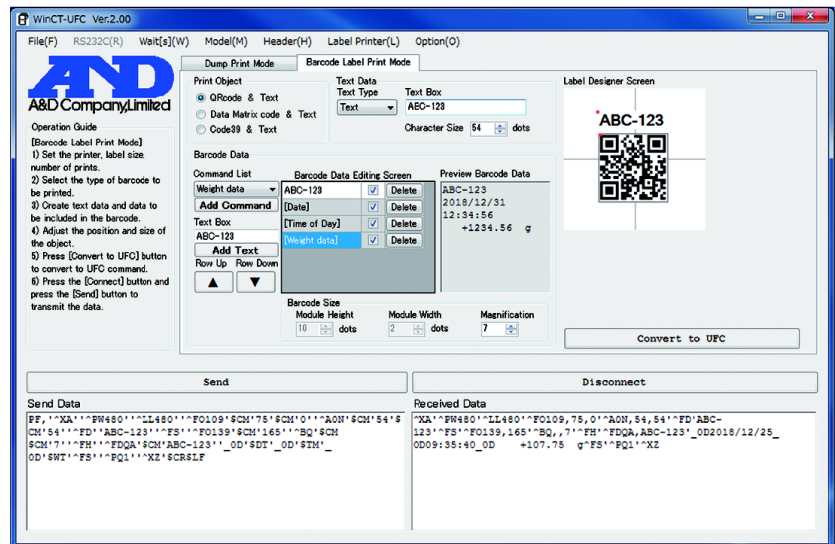 WinCT-UFC Ver.2.00
File(F) RS232C(R) Wait[s](W) Model(M) Header(H) Label Printer(L) Option(O)
AND
A&D Company,Limited
Operation Guide
[Barcode Label Print Mode]
1) Set the printer, label size,
number of prints.
2) Select the type of barcode to
be printed.
3) Create text data and data to
be included in the barcode.
4) Adjust the position and size of
the object.
5) Press [Convert to UFC] button
to convert to UFC command.
6) Press the [Connect] button and
press the [Send] button to
transmit the data.
Dump Print Mode Barcode Label Print Mode
Print Object
QRcode & Text
Data Matrix code & Text
Code39 & Text
Text Data
Text Type Text Box
Text ABC-123
Character Size 54 dots
Barcode Data
Command List
Weight data
Add Command
Text Box
ABC-123
Add Text
Row Up Row Down
▲ ▼
Barcode Data Editing Screen
ABC-123 Delete
[Date] Delete
[Time of Day] Delete
[Weight data] Delete
Preview Barcode Data
ABC-123
2018/12/31
12:34:56
+1234.56 g
Barcode Size
Module Height Module Width Magnification
10 dots 2 dots 7
Label Designer Screen
ABC-123
Convert to UFC
Send Disconnect
Send Data
PF,'^XA''^PW480''^LL480''^FO109'$CM'75'$CM'0''^A0N'$CM'54'$
CM'54''^FD''ABC-123''^FS''^FO139'$CM'165''^BQ'$CM
$CM'7''^FH''^FDQA'$CM'ABC-123''_0D'$DT'_0D'$TM'_
0D'$WT'^FS''^PQ1''^XZ'$CR$LF
Received Data
^XA'^PW480'^LL480'^FO109,75,0'^A0N,54,54'^FD'ABC-
123'^FS'^FO139,165'^BQ,,7'^FH'^FDQA,ABC-123'_0D2018/12/25_
0D09:35:40_0D +107.75 g^FS'^PQ1'^XZ